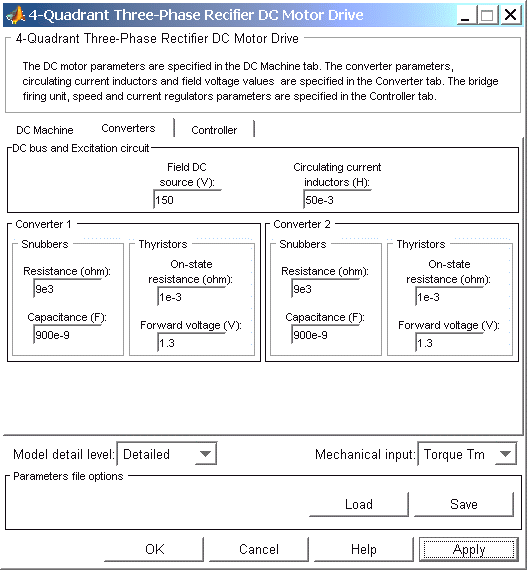 4-Quadrant Three-Phase Recifier DC Motor Drive
4-Quadrant Three-Phase Recifier DC Motor Drive
The DC motor parameters are specified in the DC Machine tab. The converter parameters,
circulating current inductors and field voltage values are specified in the Converter tab. The bridge
firing unit, speed and current regulators parameters are specified in the Controller tab.
DC Machine Converters Controller
DC bus and Excitation circuit
Field DC
source (V):
150
Circulating current
inductors (H):
50e-3
Converter 1
Snubbers
Resistance (ohm):
9e3
Capacitance (F):
900e-9
Thyristors
On-state
resistance (ohm):
1e-3
Forward voltage (V):
1.3
Converter 2
Snubbers
Resistance (ohm):
9e3
Capacitance (F):
900e-9
Thyristors
On-state
resistance (ohm):
1e-3
Forward voltage (V):
1.3
Model detail level: Detailed
Mechanical input: Torque Tm
Parameters file options
Load Save
OK Cancel Help Apply